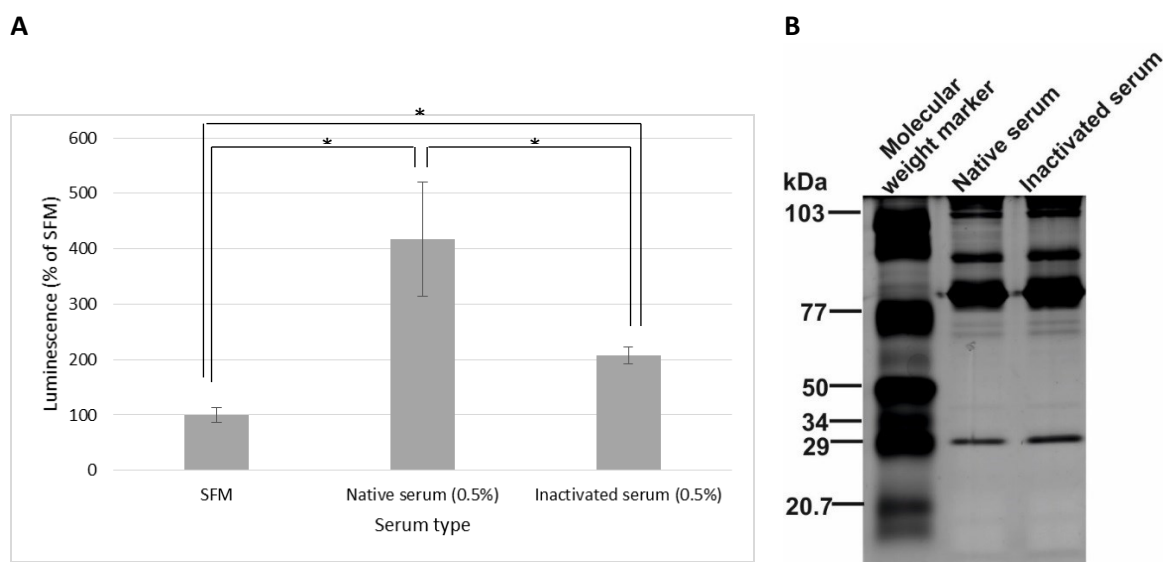 A
B
*
*
*
600
500
400
300
200
100
0
Luminescence (% of SFM)
SFM
Native serum (0.5%)
Inactivated serum (0.5%)
Serum type
Molecular
weight marker
Native serum
Inactivated serum
kDa
103
77
50
34
29
20.7